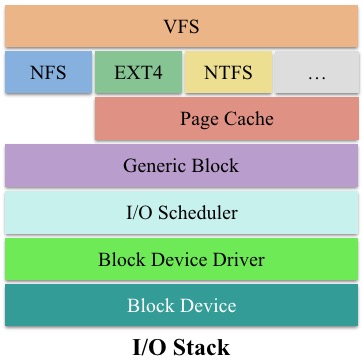 VFS
NFS EXT4 NTFS …
Page Cache
Generic Block
I/O Scheduler
Block Device Driver
Block Device
I/O Stack